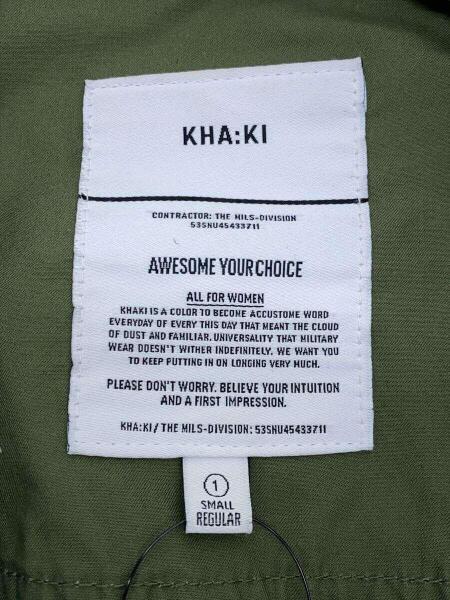 KHA:KI
CONTRACTOR: THE MILS-DIVISION
53SNU45433711
AWESOME YOUR CHOICE
ALL FOR WOMEN
KHAKI IS A COLOR TO BECOME ACCUSTOME WORD
EVERYDAY OF EVERY THIS DAY THAT MEANT THE CLOUD
OF DUST AND FAMILIAR. UNIVERSALITY THAT MILITARY
WEAR DOESN'T WITHER INDEFINITELY. WE WANT YOU
TO KEEP PUTTING IN ON LONGING VERY MUCH.
PLEASE DON'T WORRY. BELIEVE YOUR INTUITION
AND A FIRST IMPRESSION.
KHA:KI / THE MILS-DIVISION: 53SNU45433711
1
SMALL
REGULAR